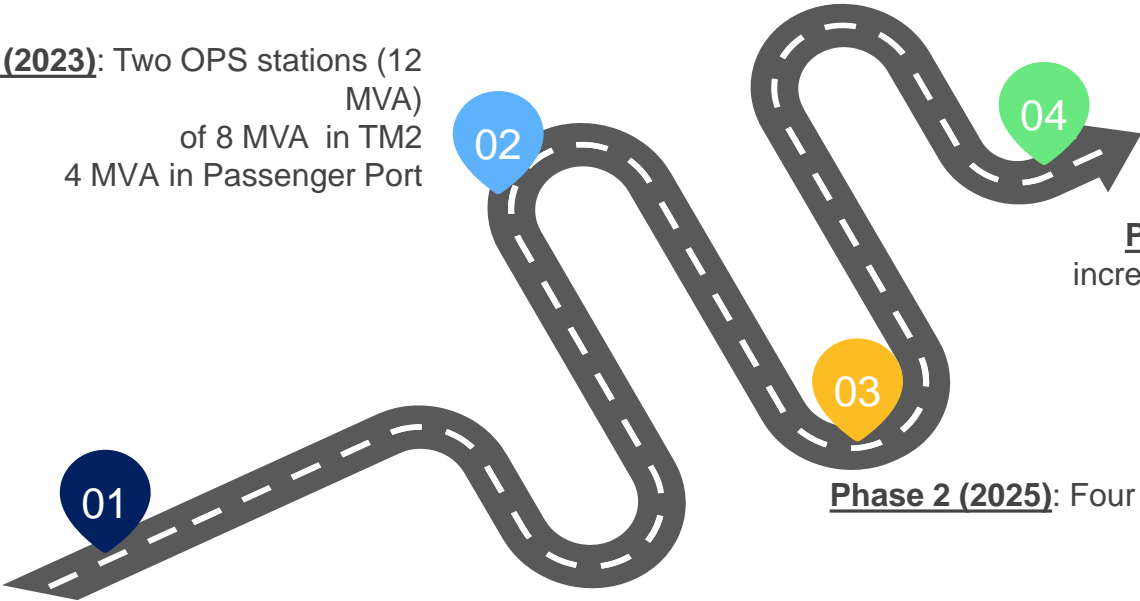 (2023): Two OPS stations (12
MVA)
of 8 MVA in TM2
4 MVA in Passenger Port
02
04
P
incre
03
Phase 2 (2025): Four
01